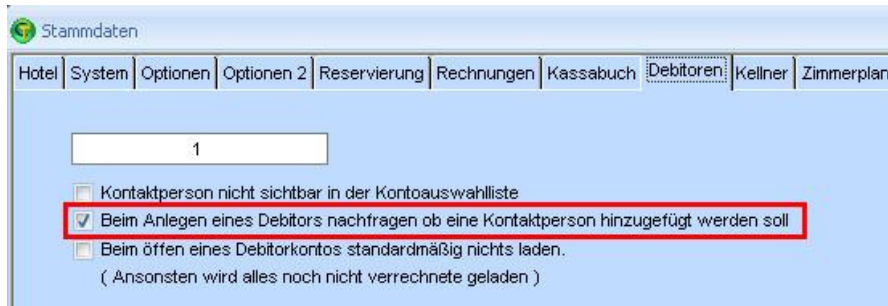 Stammdaten
Hotel System Optionen Optionen 2 Reservierung Rechnungen Kassabuch Debitoren Kellner Zimmerplan
1
Kontaktperson nicht sichtbar in der Kontoauswahlliste
Beim Anlegen eines Debitors nachfragen ob eine Kontaktperson hinzugefügt werden soll
Beim öffen eines Debitorkontos standardmäßig nichts laden.
( Ansonsten wird alles noch nicht verrechnete geladen )